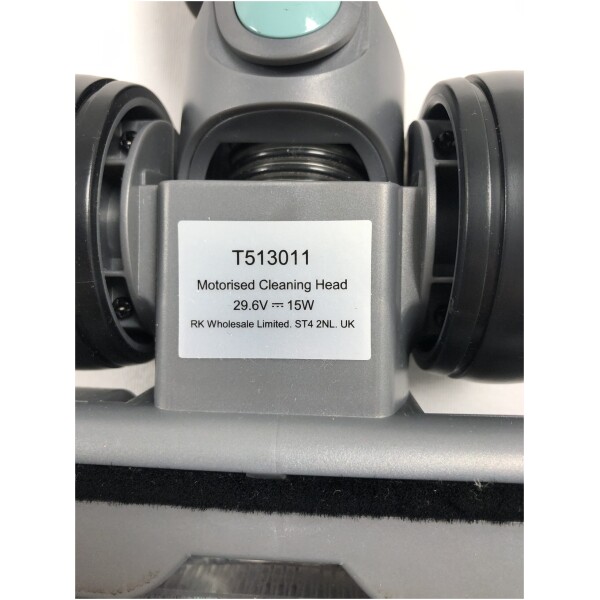 T513011
Motorised Cleaning Head
29.6V ⎓ 15W
RK Wholesale Limited. ST4 2NL. UK